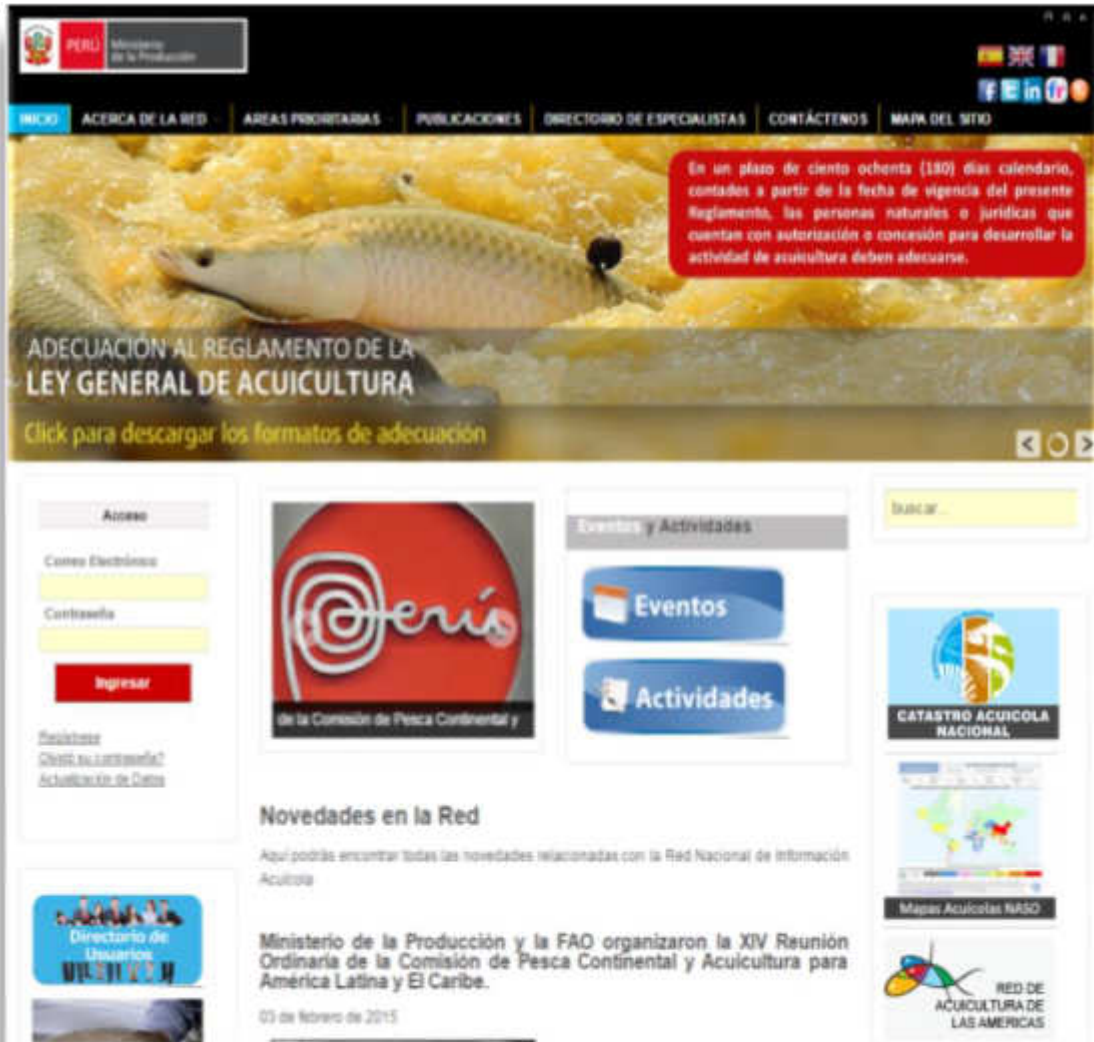 PERÚ
Ministerio
de la Producción
INICIO ACERCA DE LA RED AREAS PRIORITARIAS PUBLICACIONES DIRECTORIO DE ESPECIALISTAS CONTÁCTENOS MAPA DEL SITIO
En un plazo de ciento ochenta (180) días calendario,
contados a partir de la fecha de vigencia del presente
Reglamento, las personas naturales o jurídicas que
cuentan con autorización o concesión para desarrollar la
actividad de acuicultura deben adecuarse.
ADECUACIÓN AL REGLAMENTO DE LA
LEY GENERAL DE ACUICULTURA
Click para descargar los formatos de adecuación
Acceso
Correo Electrónico
Contraseña
Ingresar
Regístrese
Olvidó su contraseña?
Actualización de Datos
Directorio de
Usuarios
Perú
de la Comisión de Pesca Continental y
Eventos y Actividades
Eventos
Actividades
buscar...
CATASTRO ACUICOLA
NACIONAL
Mapas Acuícolas NASO
RED DE
ACUICULTURA DE
LAS AMERICAS
Novedades en la Red
Aquí podrás encontrar todas las novedades relacionadas con la Red Nacional de Información
Acuícola
Ministerio de la Producción y la FAO organizaron la XIV Reunión
Ordinaria de la Comisión de Pesca Continental y Acuicultura para
América Latina y El Caribe.
03 de febrero de 2015